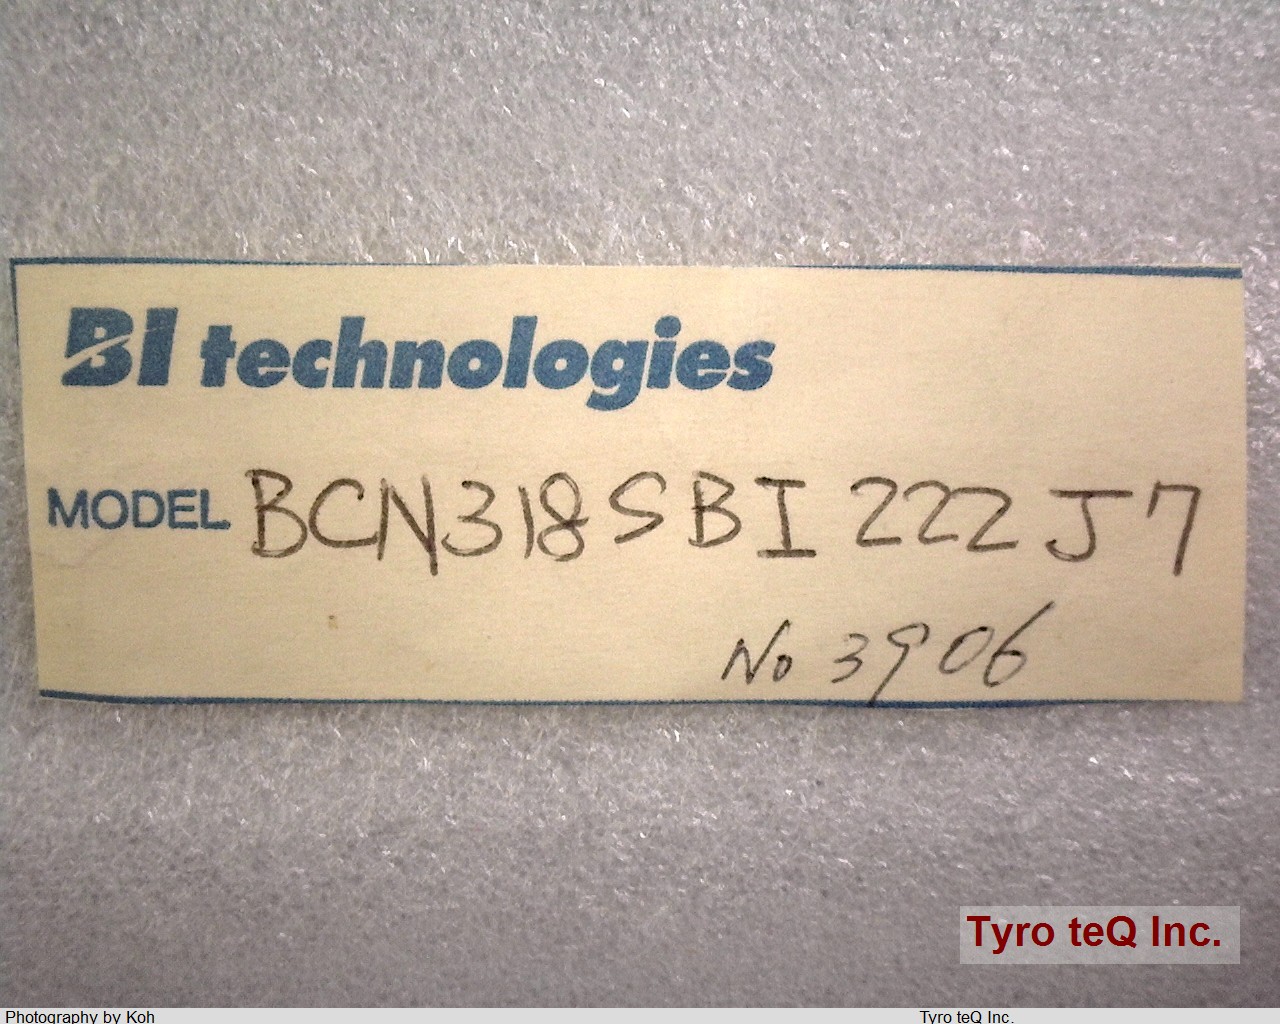 BI technologies
MODEL BCN318SBI222J7
No 3906
Tyro teQ Inc.
Photography by Koh
Tyro teQ Inc.